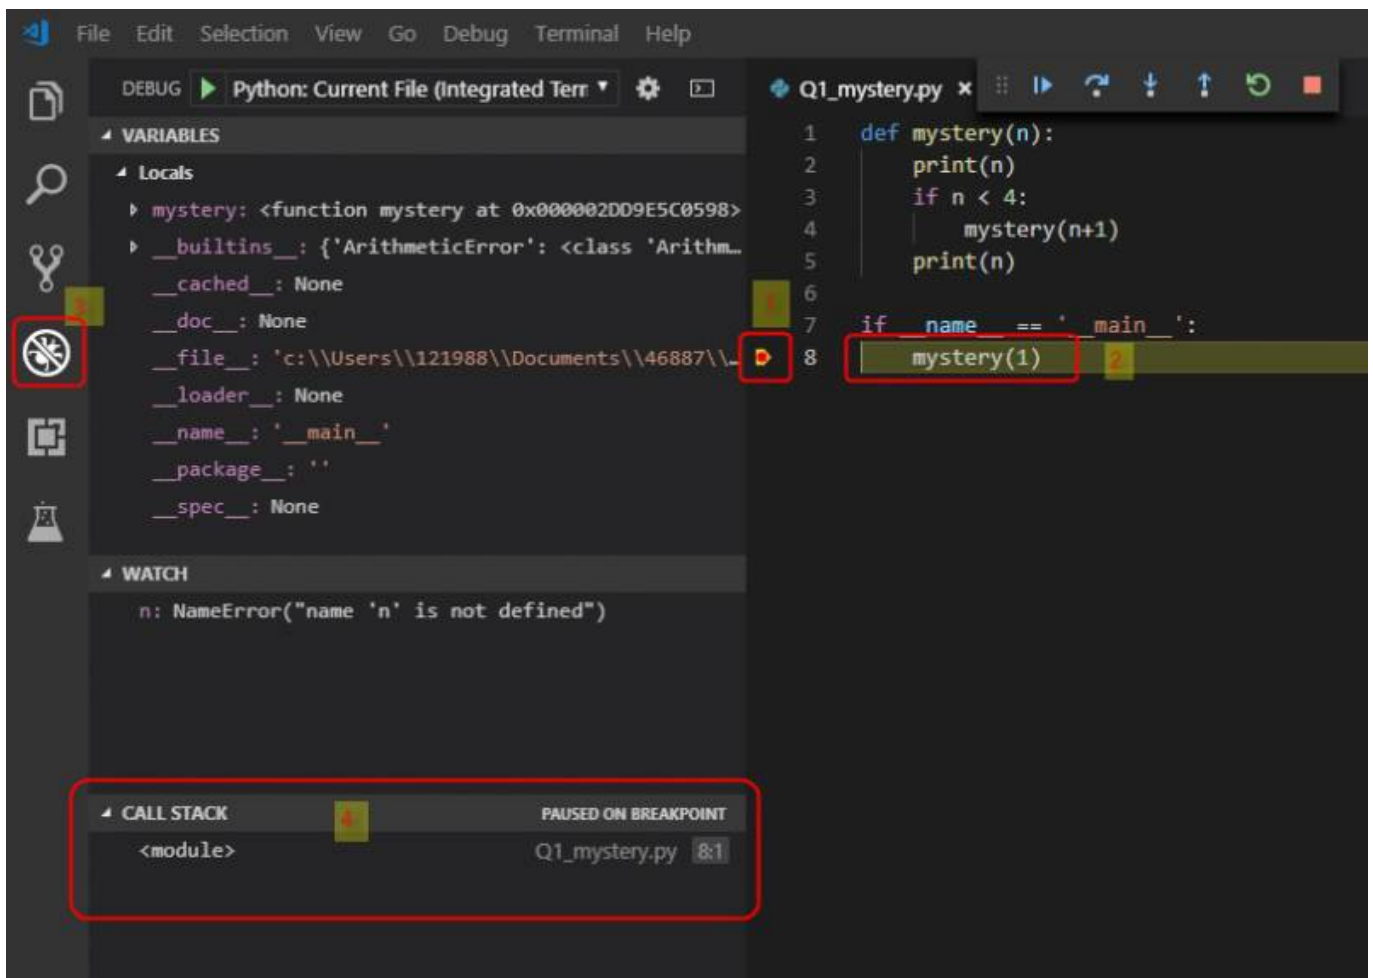 File Edit Selection View Go Debug Terminal Help
DEBUG Python: Current File (Integrated Terr
VARIABLES
Locals
mystery: <function mystery at 0x000002DD9E5C0598>
__builtins__: {'ArithmeticError': <class 'Arithm…
__cached__: None
__doc__: None
__file__: 'c:\\Users\\121988\\Documents\\46887\\…
__loader__: None
__name__: '__main__'
__package__: ''
__spec__: None
WATCH
n: NameError("name 'n' is not defined")
CALL STACK PAUSED ON BREAKPOINT
<module> Q1_mystery.py 8:1
Q1_mystery.py ×
1 def mystery(n):
2 print(n)
3 if n < 4:
4 mystery(n+1)
5 print(n)
6
7 if __name__ == '__main__':
8 mystery(1)
1
2
3
4